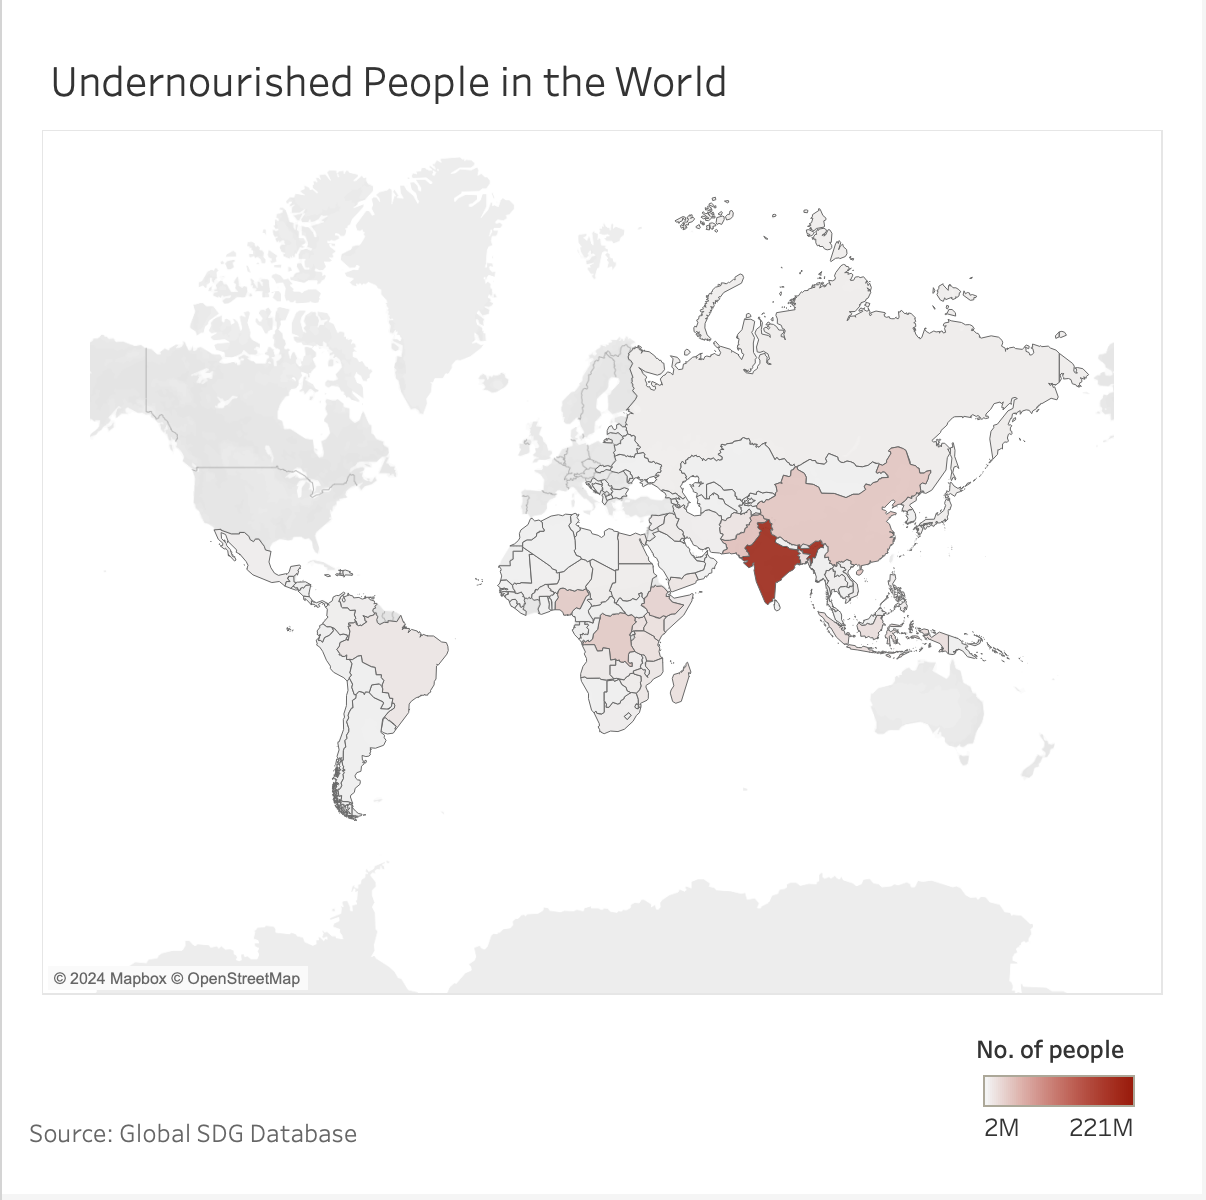 Undernourished People in the World
© 2024 Mapbox © OpenStreetMap
No. of people
2M 221M
Source: Global SDG Database